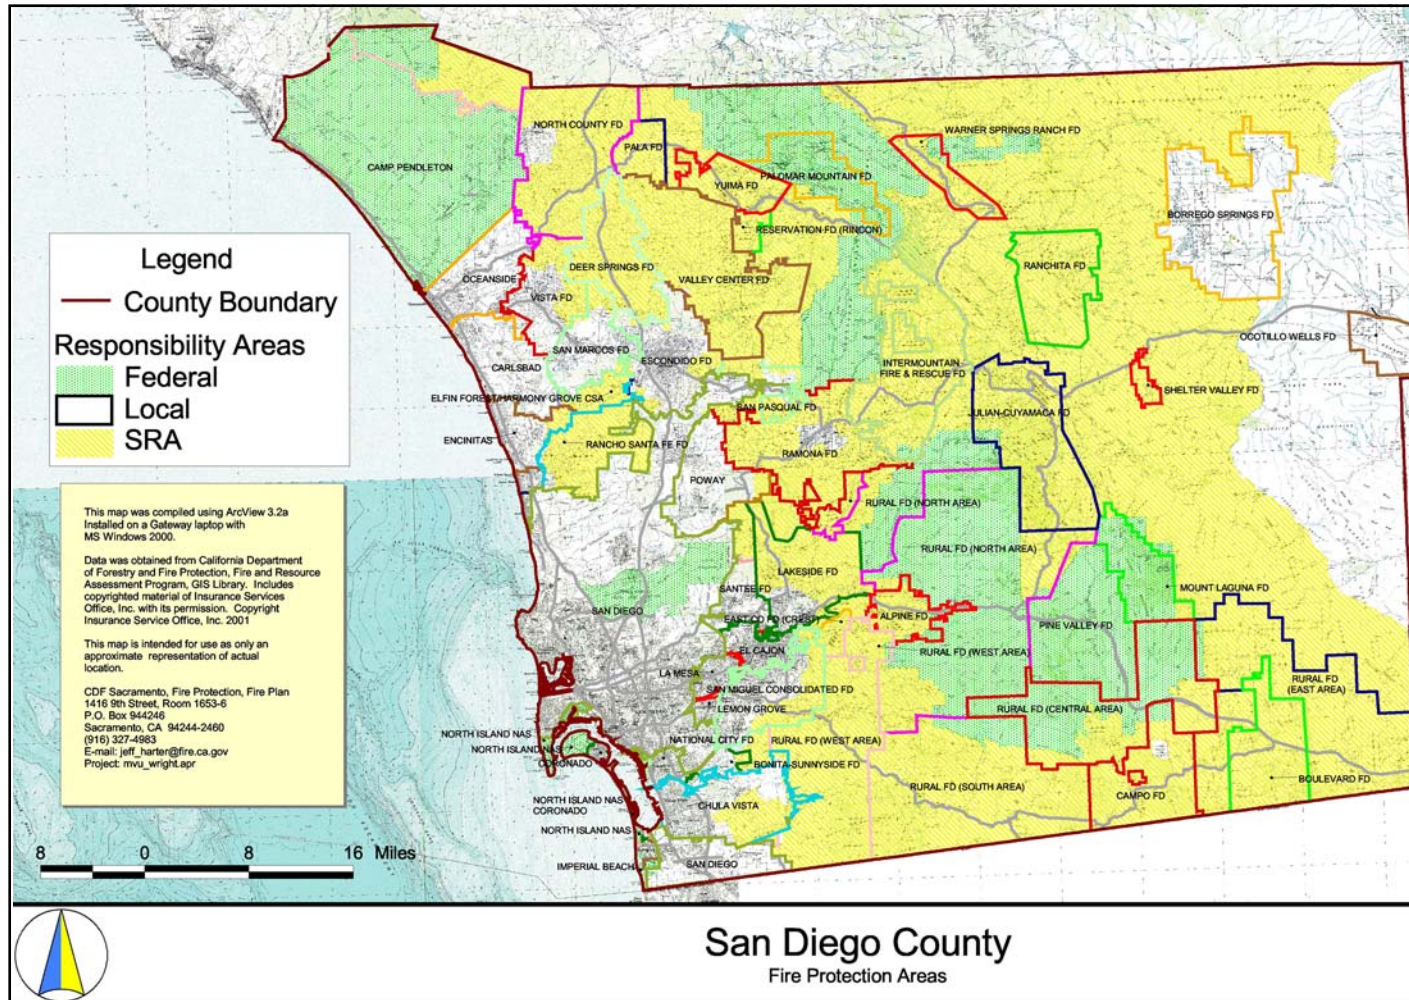 NORTH COUNTY FD
WARNER SPRINGS RANCH FD
PALA FD
CAMP PENDLETON
PALOMAR MOUNTAIN FD
YUIMA FD
BORREGO SPRINGS FD
RESERVATION FD (RINCON)
Legend
County Boundary
Responsibility Areas
Federal
Local
SRA
OCEANSIDE
DEER SPRINGS FD
VALLEY CENTER FD
RANCHITA FD
VISTA FD
OCOTILLO WELLS FD
SAN MARCOS FD
ESCONDIDO FD
CARLSBAD
INTERMOUNTAIN
FIRE & RESCUE FD
SHELTER VALLEY FD
ELFIN FOREST/HARMONY GROVE CSA
SAN PASQUAL FD
JULIAN-CUYAMACA FD
ENCINITAS
RANCHO SANTA FE FD
RAMONA FD
POWAY
RURAL FD (NORTH AREA)
This map was compiled using ArcView 3.2a
Installed on a Gateway laptop with
MS Windows 2000.
Data was obtained from California Department
of Forestry and Fire Protection, Fire and Resource
Assessment Program, GIS Library. Includes
copyrighted material of Insurance Services
Office, Inc. with its permission. Copyright
Insurance Service Office, Inc. 2001
This map is intended for use as only an
approximate representation of actual
location.
CDF Sacramento, Fire Protection, Fire Plan
1416 9th Street, Room 1653-6
P.O. Box 944246
Sacramento, CA 94244-2460
(916) 327-4983
E-mail: jeff_harter@fire.ca.gov
Project: mvu_wright.apr
RURAL FD (NORTH AREA)
LAKESIDE FD
SANTEE FD
MOUNT LAGUNA FD
SAN DIEGO
EAST CO FD (CREST)
ALPINE FD
PINE VALLEY FD
EL CAJON
RURAL FD (WEST AREA)
LA MESA
RURAL FD
(EAST AREA)
SAN MIGUEL CONSOLIDATED FD
LEMON GROVE
RURAL FD (CENTRAL AREA)
NORTH ISLAND NAS
NATIONAL CITY FD
RURAL FD (WEST AREA)
NORTH ISLAND NAS
CORONADO
BONITA-SUNNYSIDE FD
BOULEVARD FD
RURAL FD (SOUTH AREA)
CAMPO FD
NORTH ISLAND NAS
CORONADO
CHULA VISTA
NORTH ISLAND NAS
IMPERIAL BEACH
SAN DIEGO
8 0 8 16 Miles
San Diego County
Fire Protection Areas